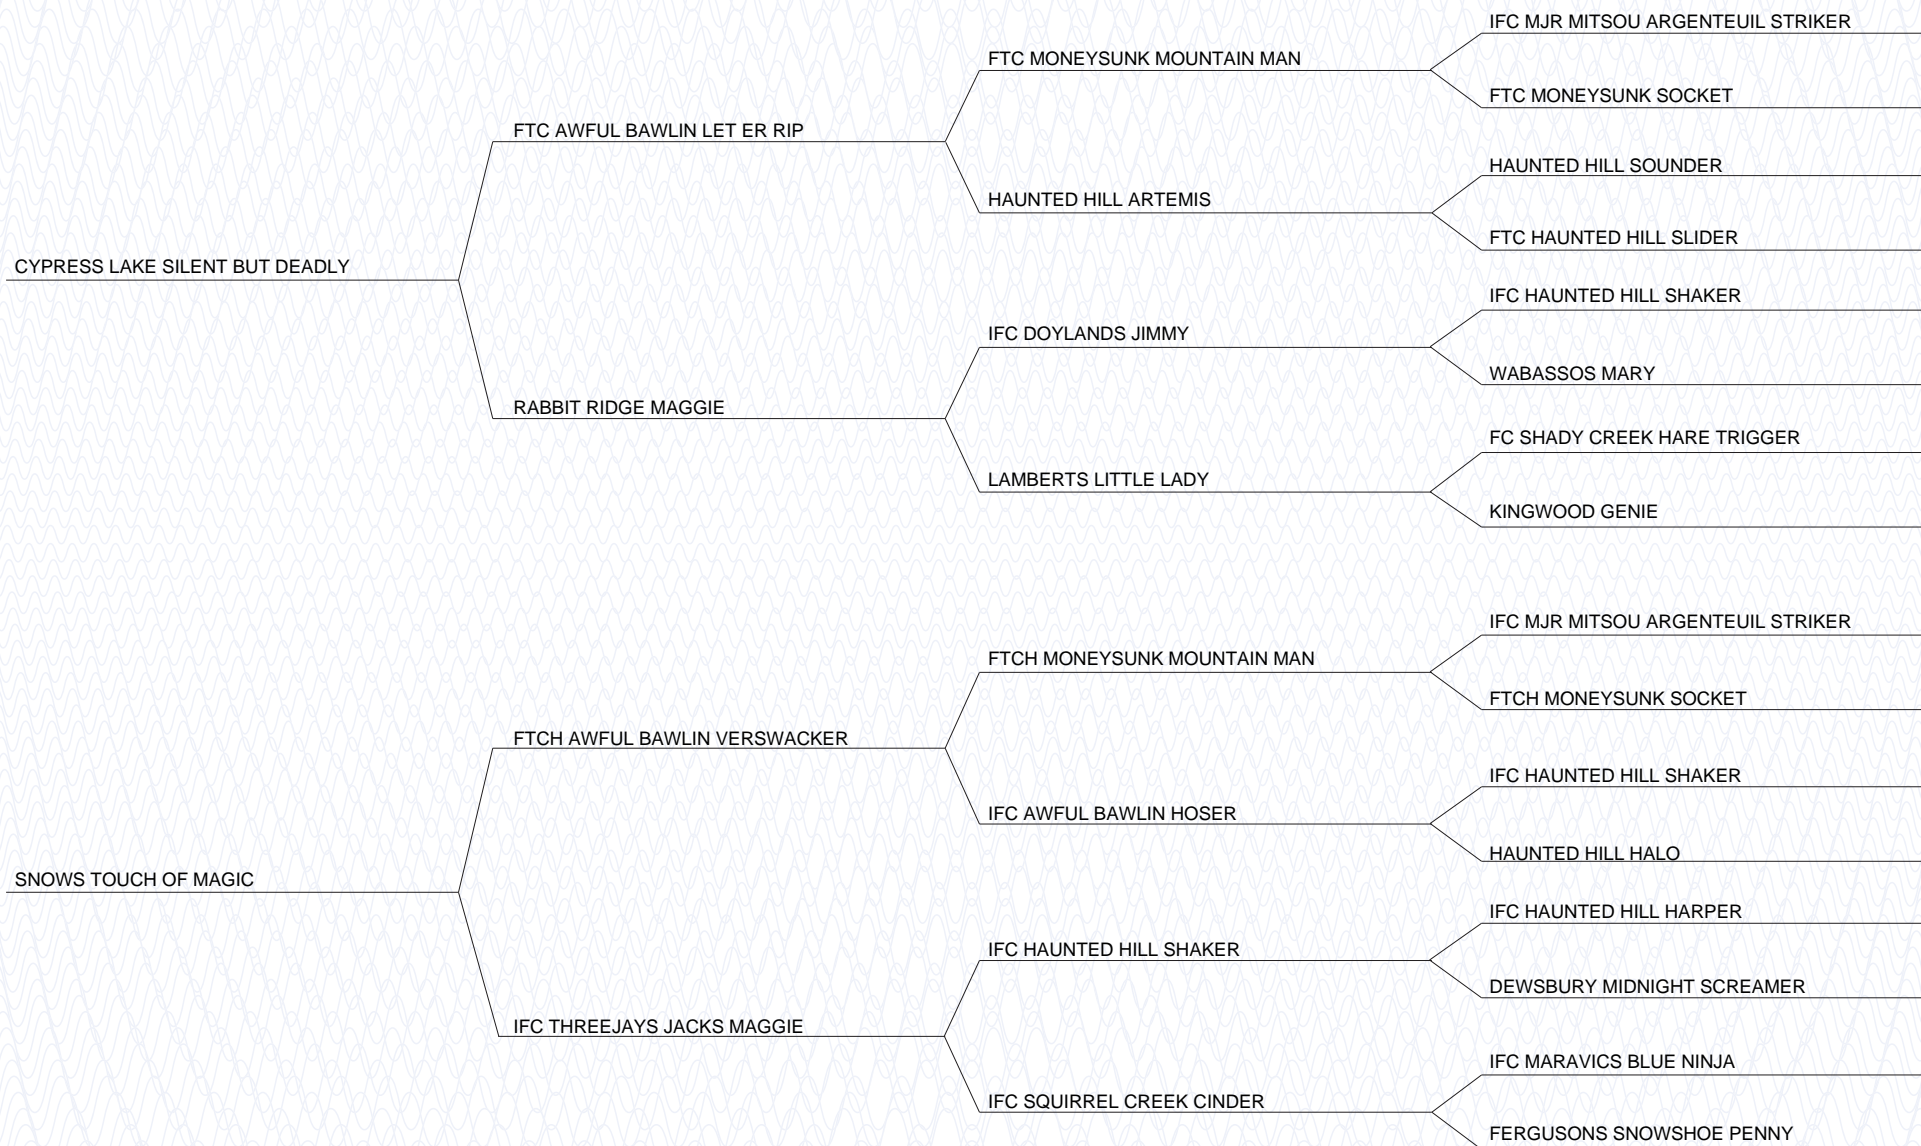 IFC MJR MITSOU ARGENTEUIL STRIKER
FTC MONEYSUNK MOUNTAIN MAN
FTC MONEYSUNK SOCKET
FTC AWFUL BAWLIN LET ER RIP
HAUNTED HILL SOUNDER
HAUNTED HILL ARTEMIS
FTC HAUNTED HILL SLIDER
CYPRESS LAKE SILENT BUT DEADLY
IFC HAUNTED HILL SHAKER
IFC DOYLANDS JIMMY
WABASSOS MARY
RABBIT RIDGE MAGGIE
FC SHADY CREEK HARE TRIGGER
LAMBERTS LITTLE LADY
KINGWOOD GENIE
IFC MJR MITSOU ARGENTEUIL STRIKER
FTCH MONEYSUNK MOUNTAIN MAN
FTCH MONEYSUNK SOCKET
FTCH AWFUL BAWLIN VERSWACKER
IFC HAUNTED HILL SHAKER
IFC AWFUL BAWLIN HOSER
HAUNTED HILL HALO
SNOWS TOUCH OF MAGIC
IFC HAUNTED HILL HARPER
IFC HAUNTED HILL SHAKER
DEWSBURY MIDNIGHT SCREAMER
IFC THREEJAYS JACKS MAGGIE
IFC MARAVICS BLUE NINJA
IFC SQUIRREL CREEK CINDER
FERGUSONS SNOWSHOE PENNY